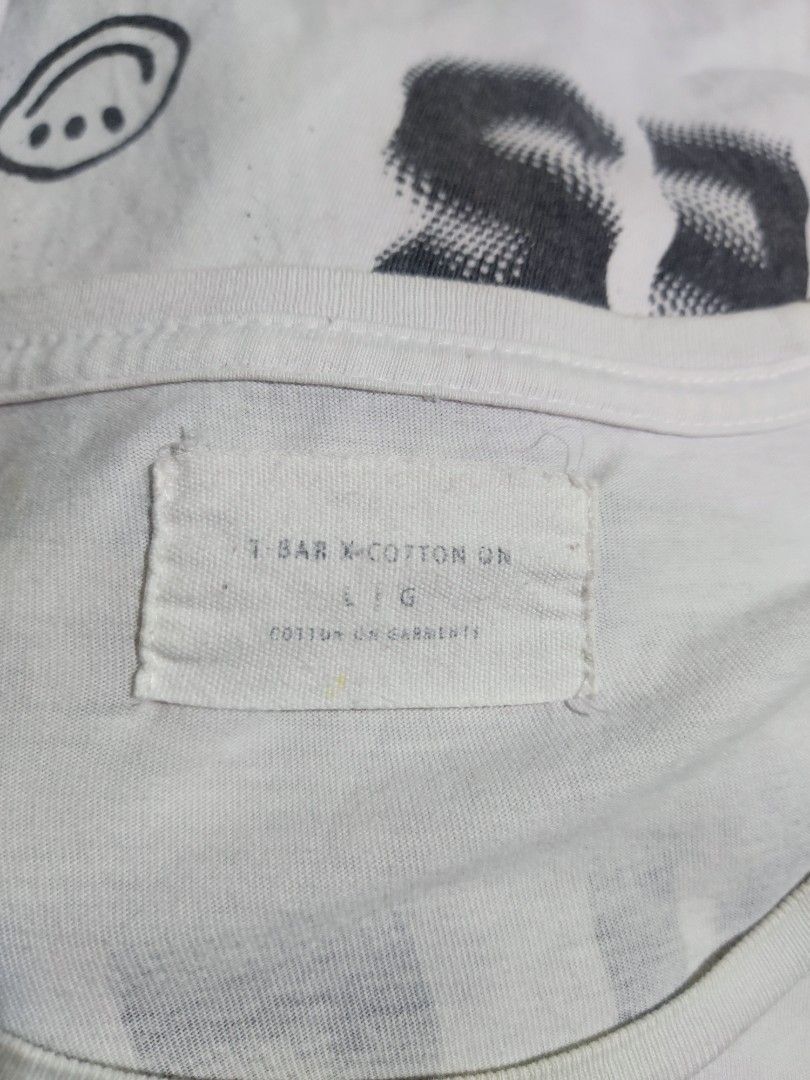 T·BAR X COTTON ON
L | G
COTTON ON GARMENTS